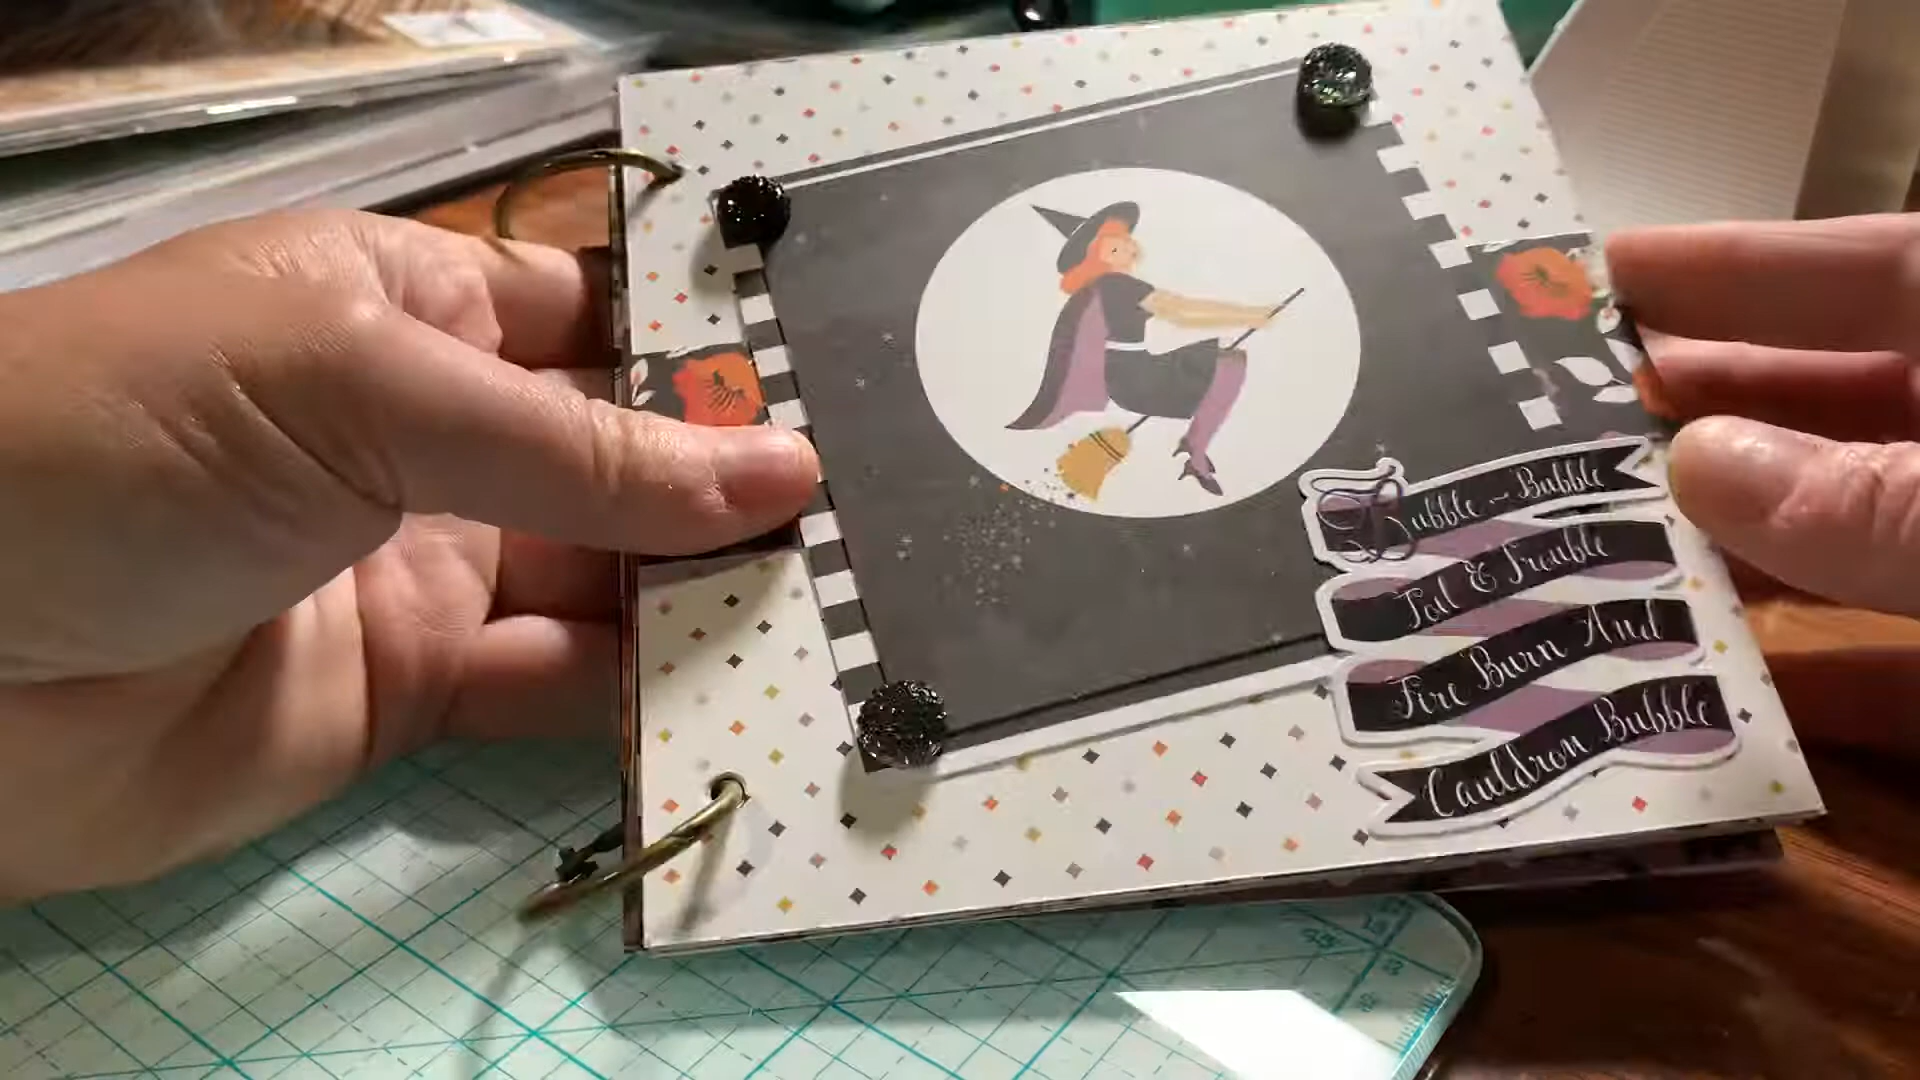 Bubble ~ Bubble
Toil & Trouble
Fire Burn And
Cauldron Bubble